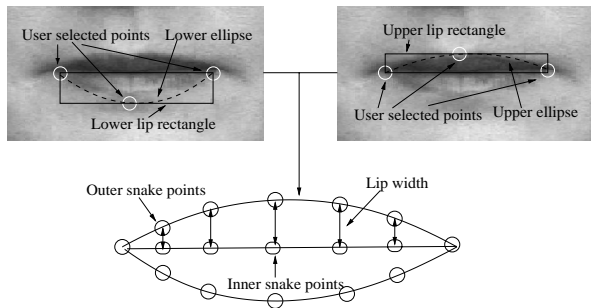 User selected points
Lower ellipse
Lower lip rectangle
Upper lip rectangle
User selected points
Upper ellipse
Outer snake points
Lip width
Inner snake points